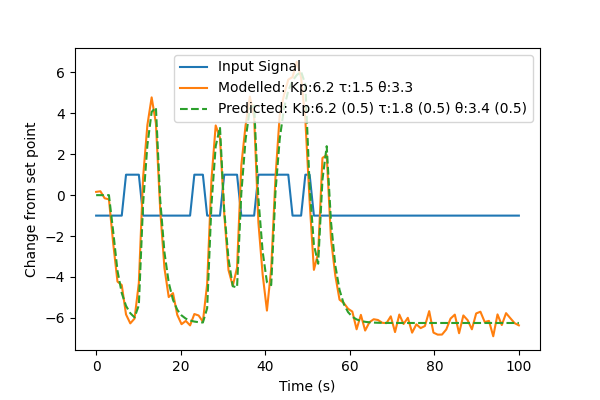 Input Signal
Modelled: Kp:6.2 τ:1.5 θ:3.3
Predicted: Kp:6.2 (0.5) τ:1.8 (0.5) θ:3.4 (0.5)
Change from set point
6
4
2
0
−2
−4
−6
0 20 40 60 80 100
Time (s)